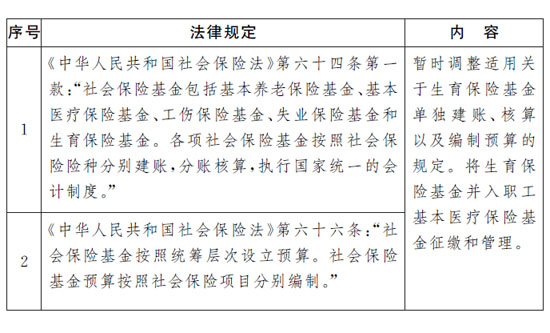 序号 法律规定 内　容
1
《中华人民共和国社会保险法》第六十四条第一
款：“社会保险基金包括基本养老保险基金、基本
医疗保险基金、工伤保险基金、失业保险基金和
生育保险基金。各项社会保险基金按照社会保
险险种分别建账，分账核算，执行国家统一的会
计制度。”
2
《中华人民共和国社会保险法》第六十六条：“社
会保险基金按照统筹层次设立预算。社会保险
基金预算按照社会保险项目分别编制。”
暂时调整适用关
于生育保险基金
单独建账、核算
以及编制预算的
规定。将生育保
险基金并入职工
基本医疗保险基
金征缴和管理。